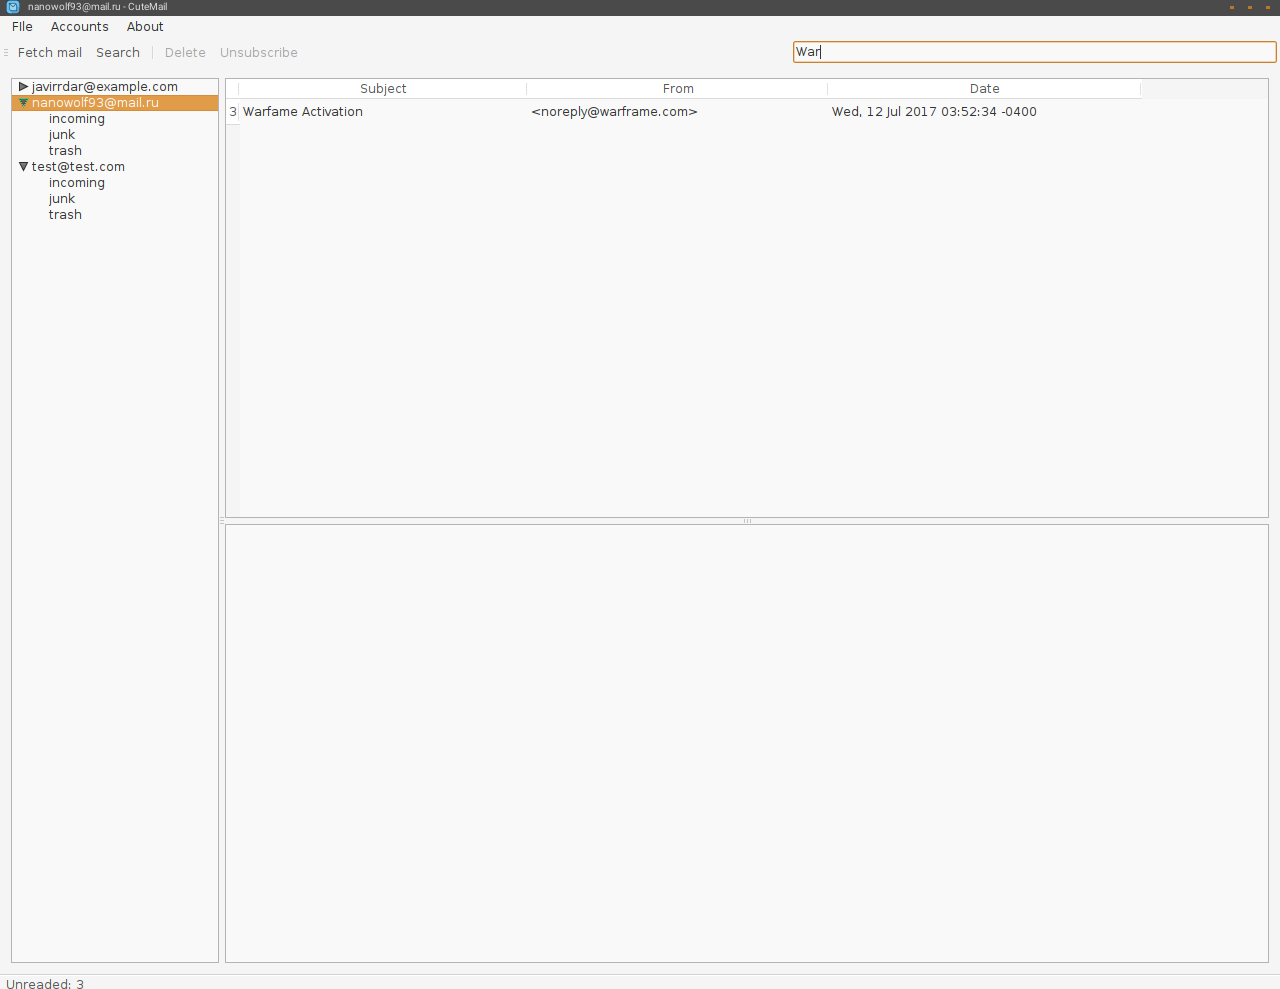 nanowolf93@mail.ru - CuteMail
FIle Accounts About
Fetch mail Search Delete Unsubscribe War
javirrdar@example.com
nanowolf93@mail.ru
incoming
junk
trash
test@test.com
incoming
junk
trash
Subject From Date
3 Warfame Activation <noreply@warframe.com> Wed, 12 Jul 2017 03:52:34 -0400
Unreaded: 3